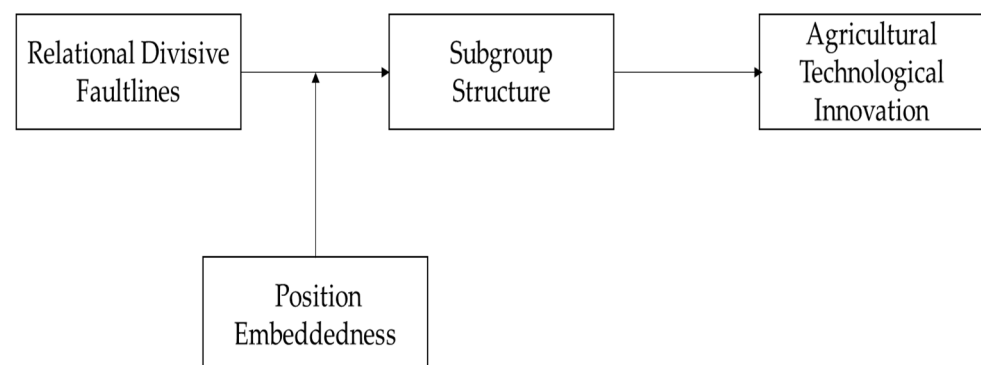 Relational Divisive
Faultlines
Subgroup
Structure
Agricultural
Technological
Innovation
Position
Embeddedness